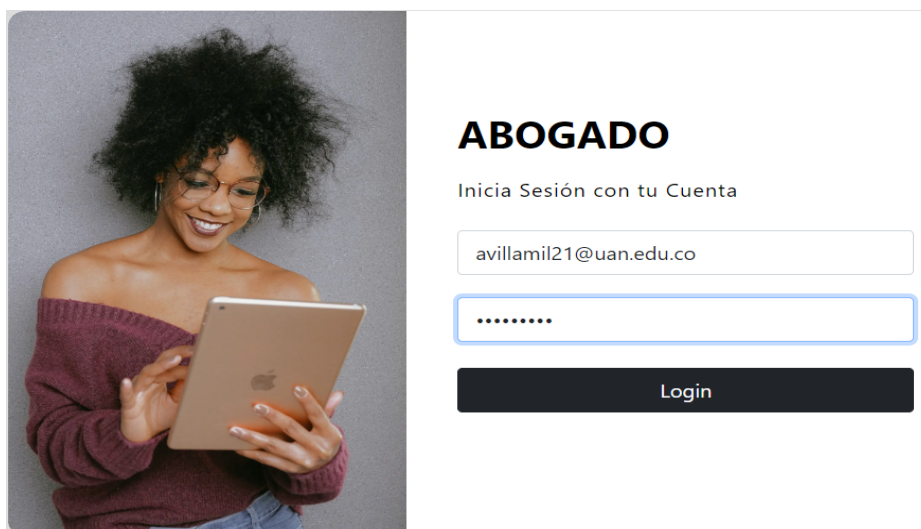 ABOGADO
Inicia Sesión con tu Cuenta
avillamil21@uan.edu.co
•••••••••
Login